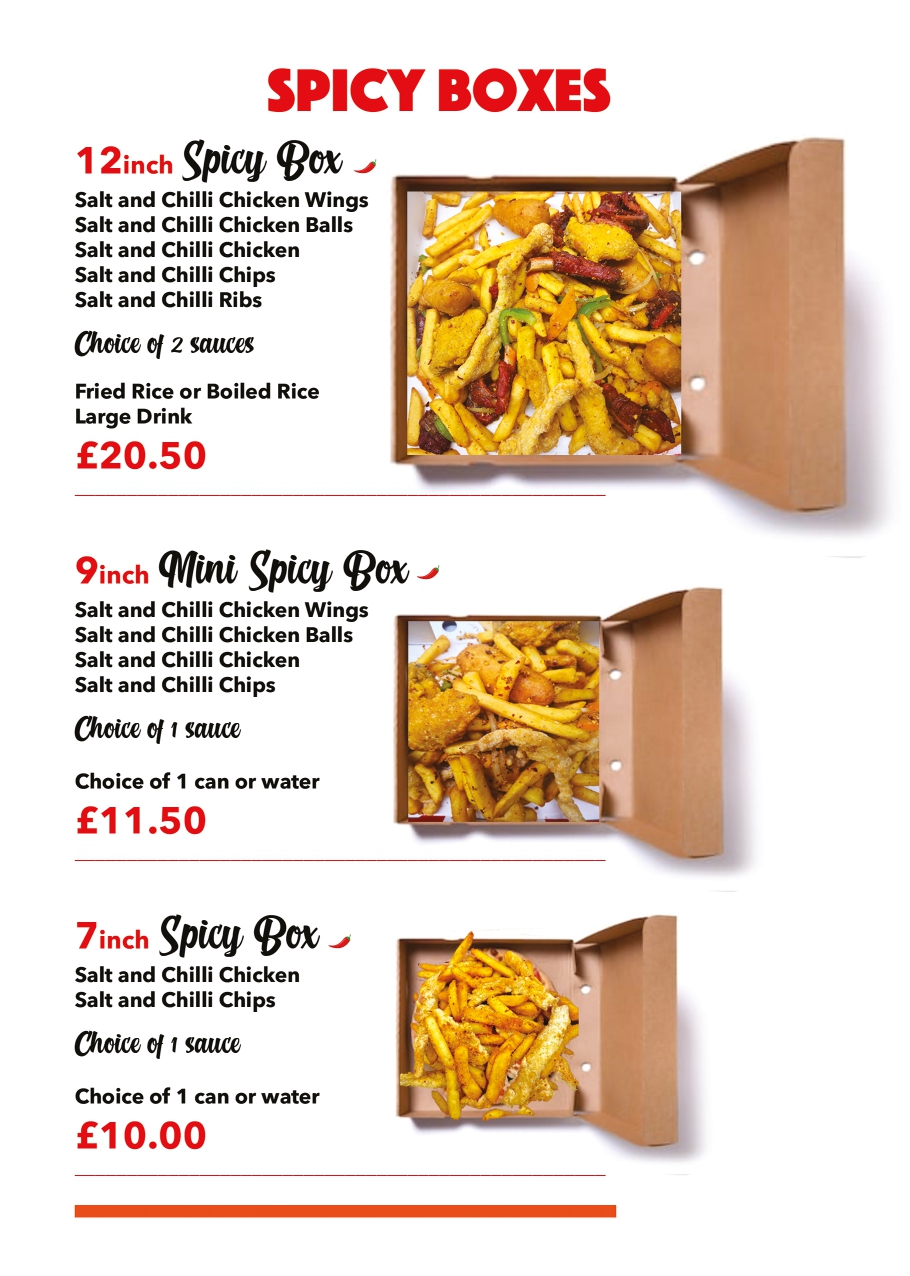 SPICY BOXES
12inch Spicy Box
Salt and Chilli Chicken Wings
Salt and Chilli Chicken Balls
Salt and Chilli Chicken
Salt and Chilli Chips
Salt and Chilli Ribs
Choice of 2 sauces
Fried Rice or Boiled Rice
Large Drink
£20.50
9inch Mini Spicy Box
Salt and Chilli Chicken Wings
Salt and Chilli Chicken Balls
Salt and Chilli Chicken
Salt and Chilli Chips
Choice of 1 sauce
Choice of 1 can or water
£11.50
7inch Spicy Box
Salt and Chilli Chicken
Salt and Chilli Chips
Choice of 1 sauce
Choice of 1 can or water
£10.00